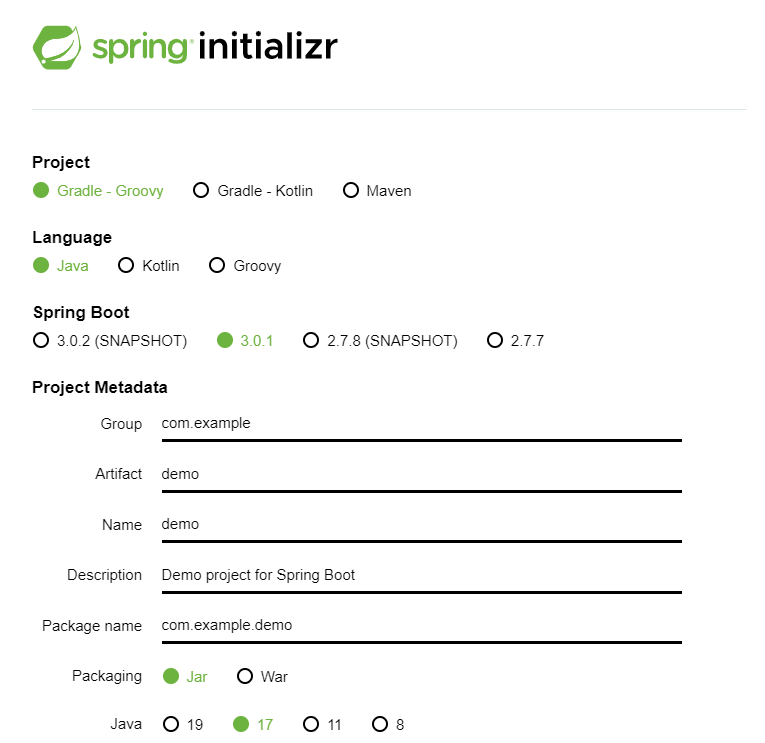 spring initializr
Project
Gradle - Groovy Gradle - Kotlin Maven
Language
Java Kotlin Groovy
Spring Boot
3.0.2 (SNAPSHOT) 3.0.1 2.7.8 (SNAPSHOT) 2.7.7
Project Metadata
Group com.example
Artifact demo
Name demo
Description Demo project for Spring Boot
Package name com.example.demo
Packaging Jar War
Java 19 17 11 8